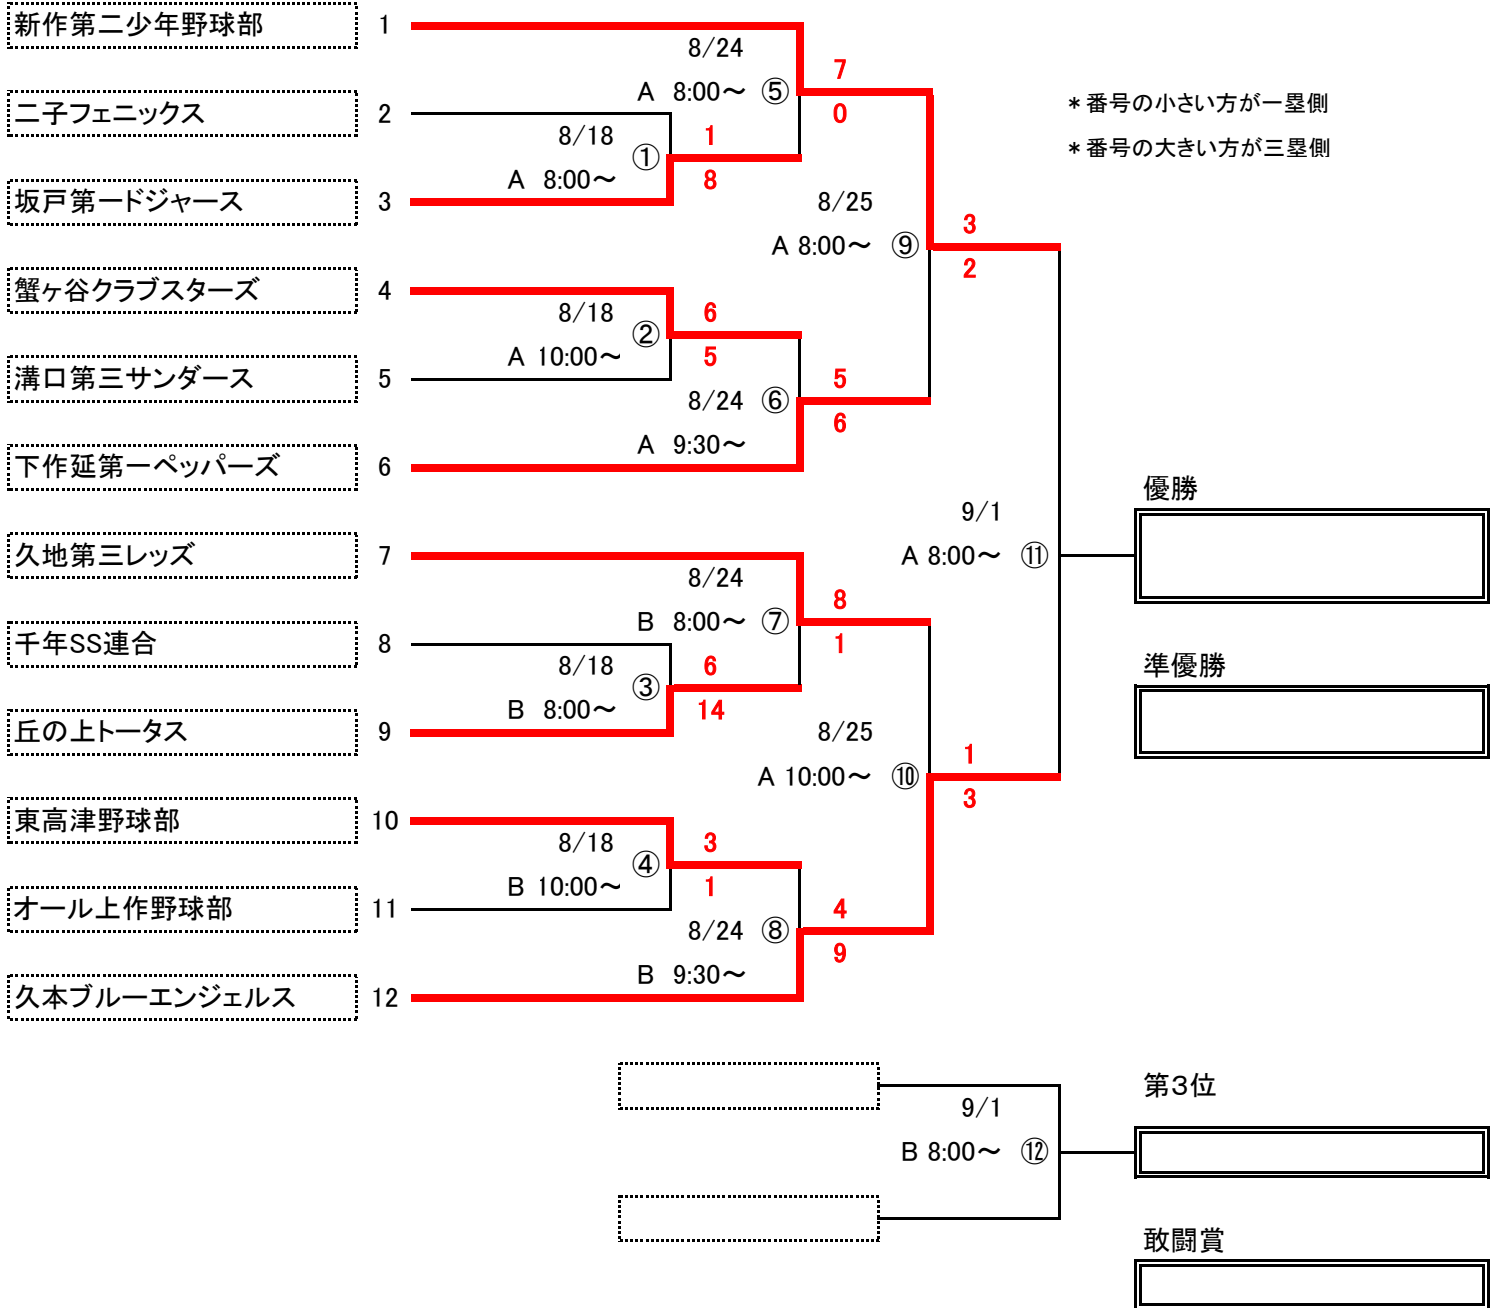 新作第二少年野球部 1
8/24
7
A 8:00～ ⑤
0
二子フェニックス 2
＊番号の小さい方が一塁側
＊番号の大きい方が三塁側
8/18
1
①
A 8:00～
8
坂戸第一ドジャース 3
8/25
3
A 8:00～ ⑨
2
蟹ヶ谷クラブスターズ 4
8/18
6
②
A 10:00～
5
溝口第三サンダース 5
5
8/24 ⑥
6
A 9:30～
下作延第一ペッパーズ 6
優勝
9/1
A 8:00～ ⑪
久地第三レッズ 7
8/24
8
B 8:00～ ⑦
1
千年SS連合 8
8/18
6
③
B 8:00～
14
準優勝
丘の上トータス 9
8/25
1
A 10:00～ ⑩
3
東高津野球部 10
8/18
3
④
B 10:00～
1
オール上作野球部 11
4
8/24 ⑧
9
B 9:30～
久本ブルーエンジェルス 12
第3位
9/1
B 8:00～ ⑫
敢闘賞